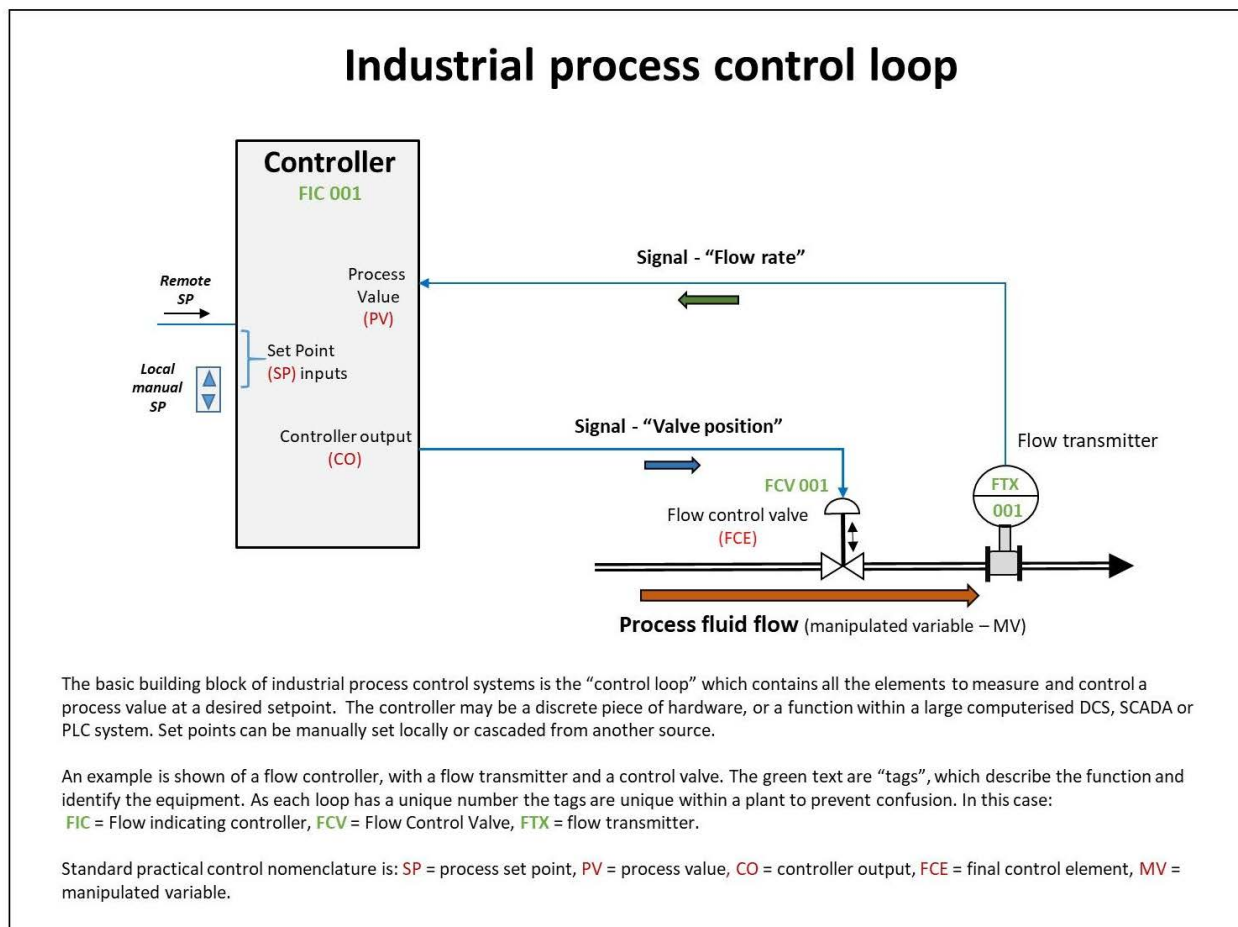 Industrial process control loop
Controller
FIC 001
Signal - “Flow rate”
Process
Value
(PV)
Remote
SP
Set Point
(SP) inputs
Local
manual
SP
Signal - “Valve position”
Controller output
(CO)
Flow transmitter
FCV 001
FTX
001
Flow control valve
(FCE)
Process fluid flow (manipulated variable – MV)
The basic building block of industrial process control systems is the “control loop” which contains all the elements to measure and control a
process value at a desired setpoint.  The controller may be a discrete piece of hardware, or a function within a large computerised DCS, SCADA or
PLC system. Set points can be manually set locally or cascaded from another source.
An example is shown of a flow controller, with a flow transmitter and a control valve. The green text are “tags”, which describe the function and
identify the equipment. As each loop has a unique number the tags are unique within a plant to prevent confusion. In this case:
FIC = Flow indicating controller, FCV = Flow Control Valve, FTX = flow transmitter.
Standard practical control nomenclature is: SP = process set point, PV = process value, CO = controller output, FCE = final control element, MV =
manipulated variable.